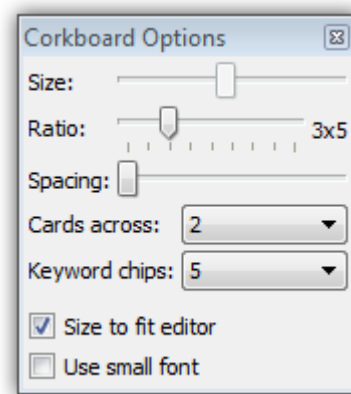 Corkboard Options
Size:
Ratio: 3x5
Spacing:
Cards across: 2
Keyword chips: 5
Size to fit editor
Use small font